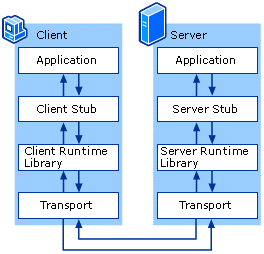 Client
Application
Client Stub
Client Runtime
Library
Transport
Server
Application
Server Stub
Server Runtime
Library
Transport